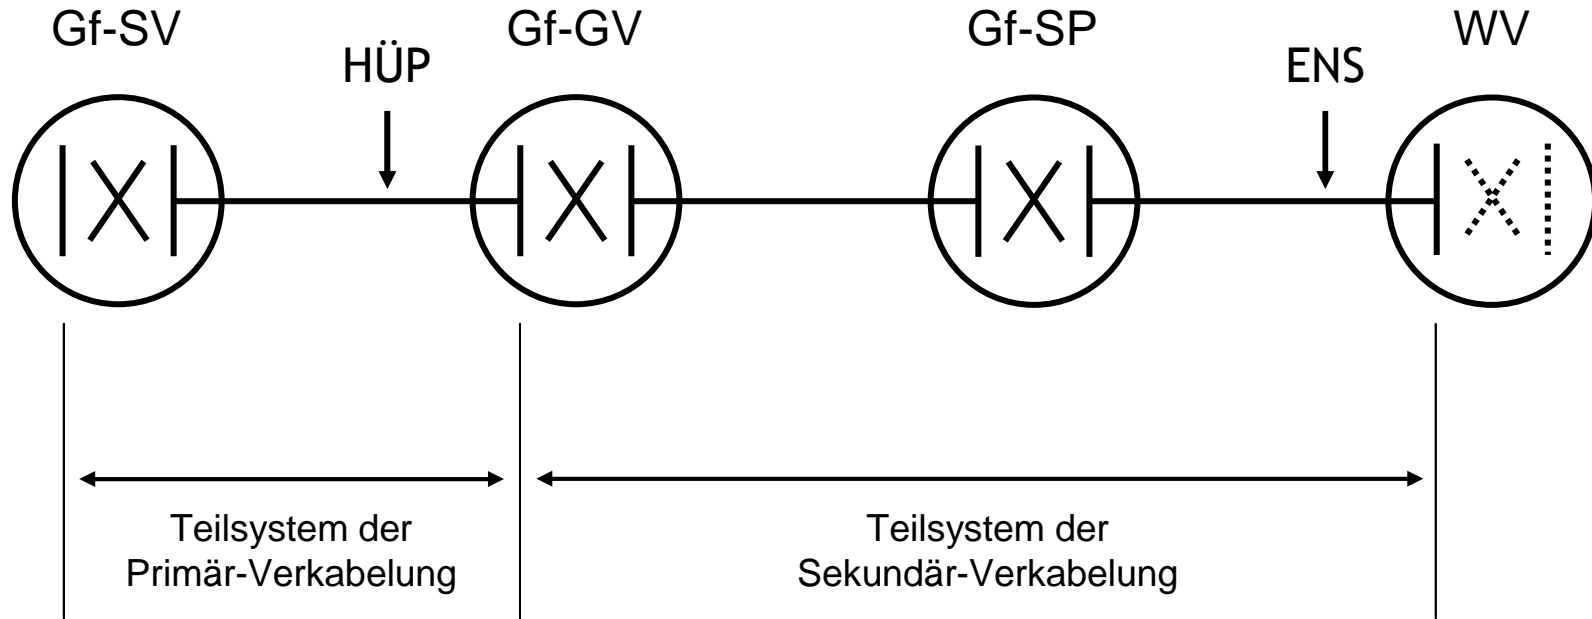 Gf-SV
Gf-GV
Gf-SP
WV
HÜP
ENS
Teilsystem der
Primär-Verkabelung
Teilsystem der
Sekundär-Verkabelung